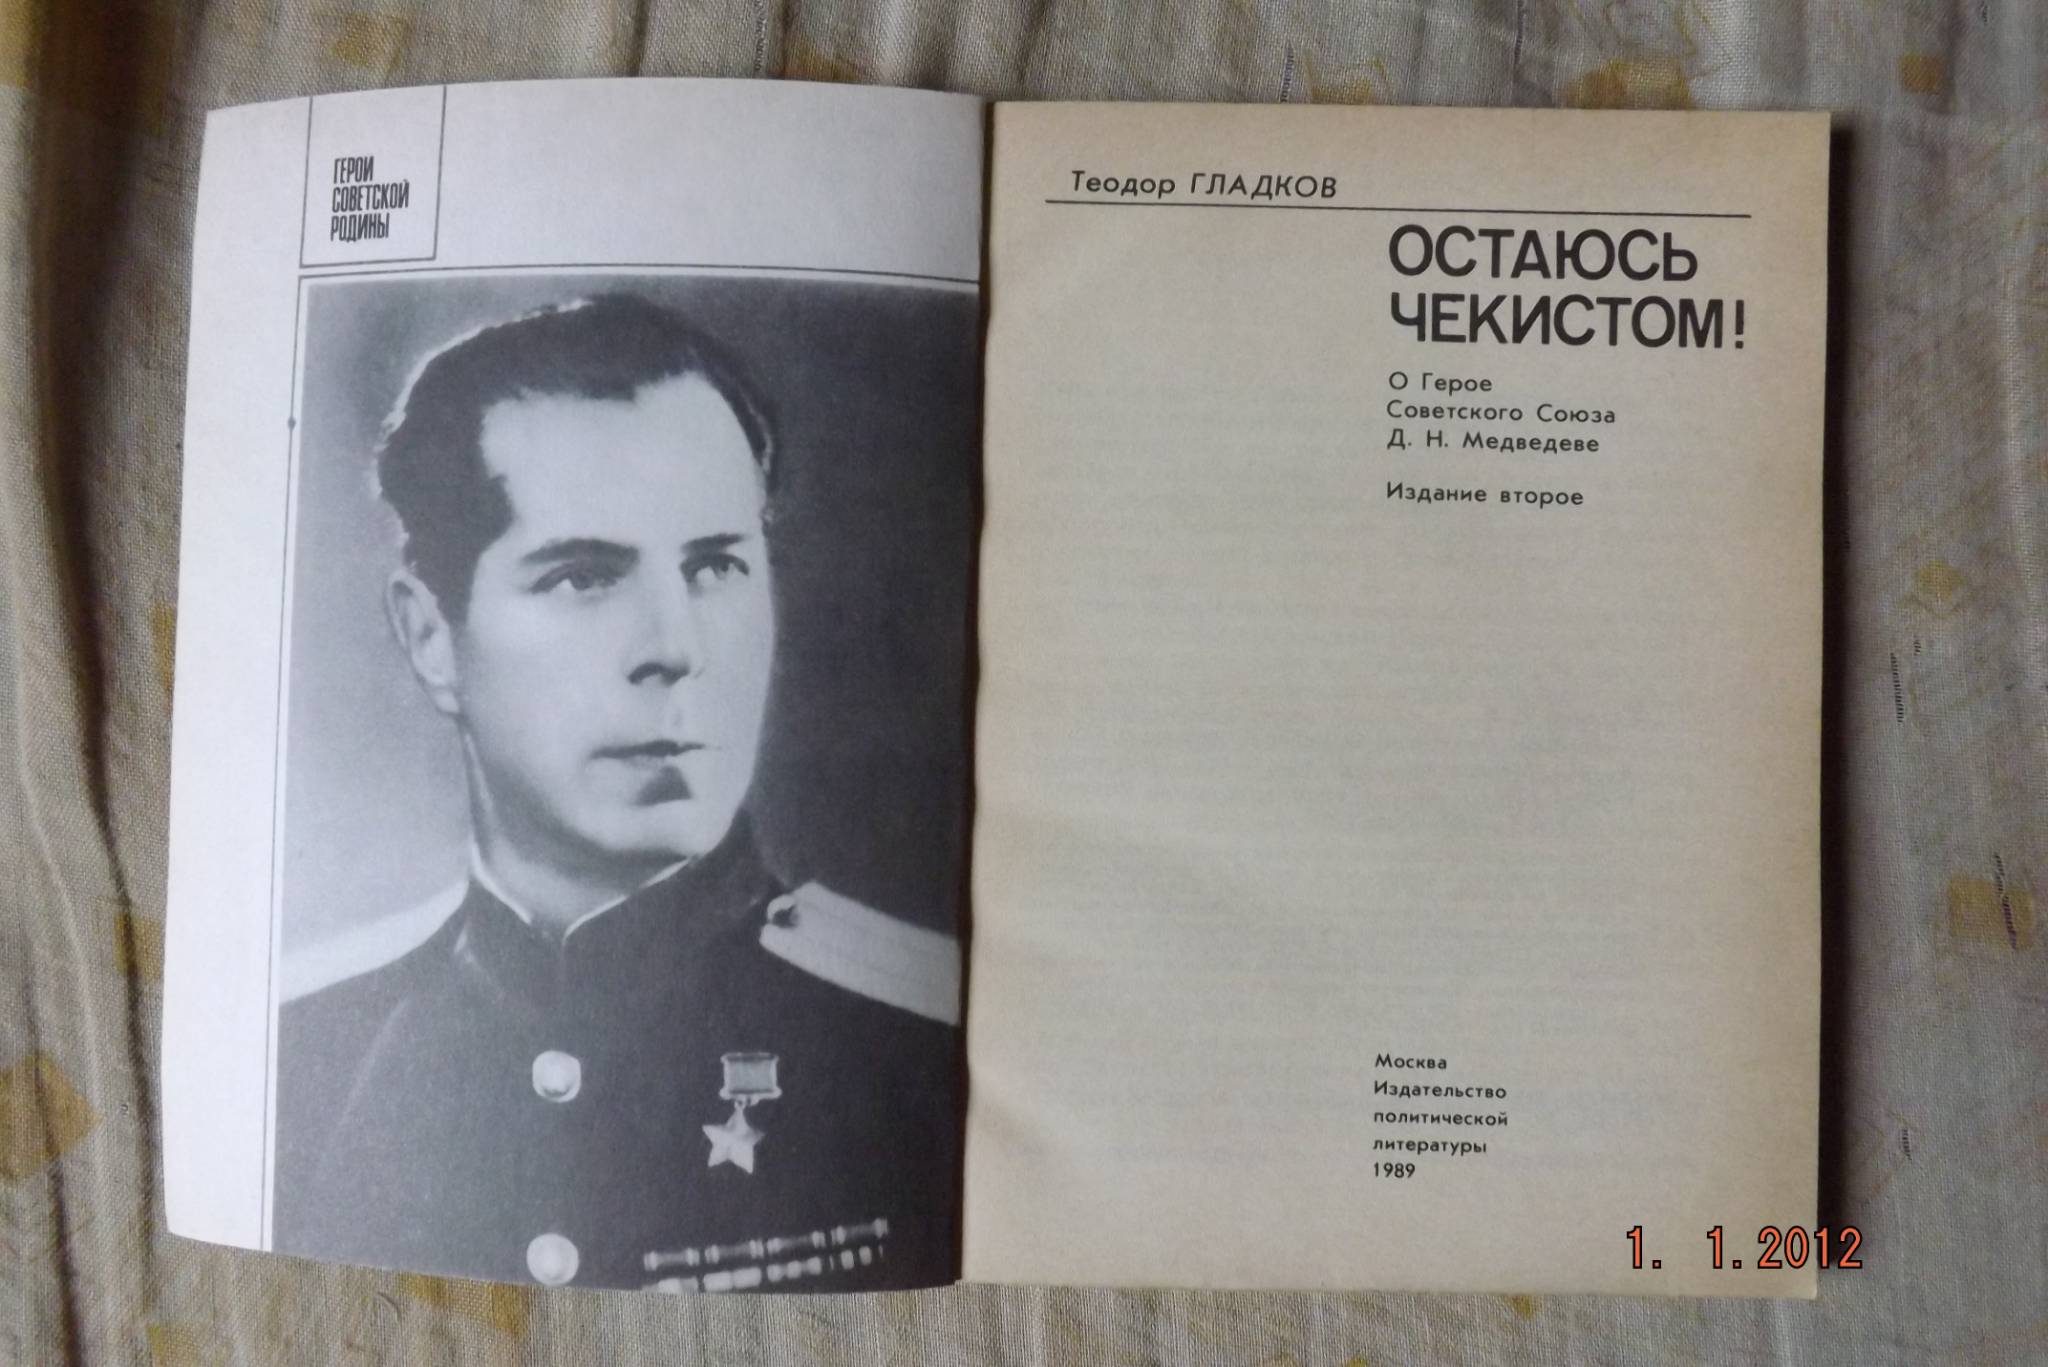 ГЕРОИ
СОВЕТСКОЙ
РОДИНЫ
Теодор ГЛАДКОВ
ОСТАЮСЬ
ЧЕКИСТОМ!
О Герое
Советского Союза
Д. Н. Медведеве
Издание второе
Москва
Издательство
политической
литературы
1989
1. 1.2012